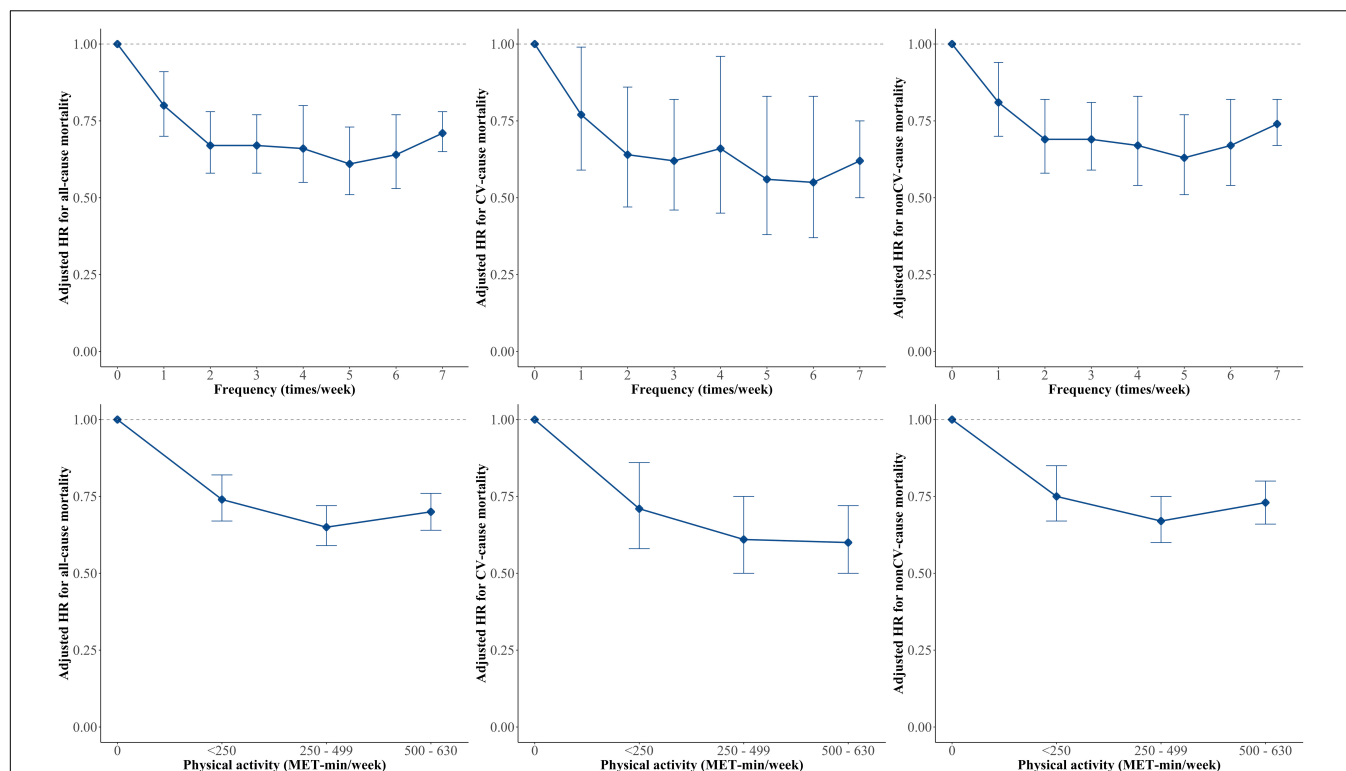 Adjusted HR for all-cause mortality
1.00
0.75
0.50
0.25
0.00
0 1 2 3 4 5 6 7
Frequency (times/week)
Adjusted HR for CV-cause mortality
1.00
0.75
0.50
0.25
0.00
0 1 2 3 4 5 6 7
Frequency (times/week)
Adjusted HR for nonCV-cause mortality
1.00
0.75
0.50
0.25
0.00
0 1 2 3 4 5 6 7
Frequency (times/week)
Adjusted HR for all-cause mortality
1.00
0.75
0.50
0.25
0.00
0 <250 250 - 499 500 - 630
Physical activity (MET-min/week)
Adjusted HR for CV-cause mortality
1.00
0.75
0.50
0.25
0.00
0 <250 250 - 499 500 - 630
Physical activity (MET-min/week)
Adjusted HR for nonCV-cause mortality
1.00
0.75
0.50
0.25
0.00
0 <250 250 - 499 500 - 630
Physical activity (MET-min/week)